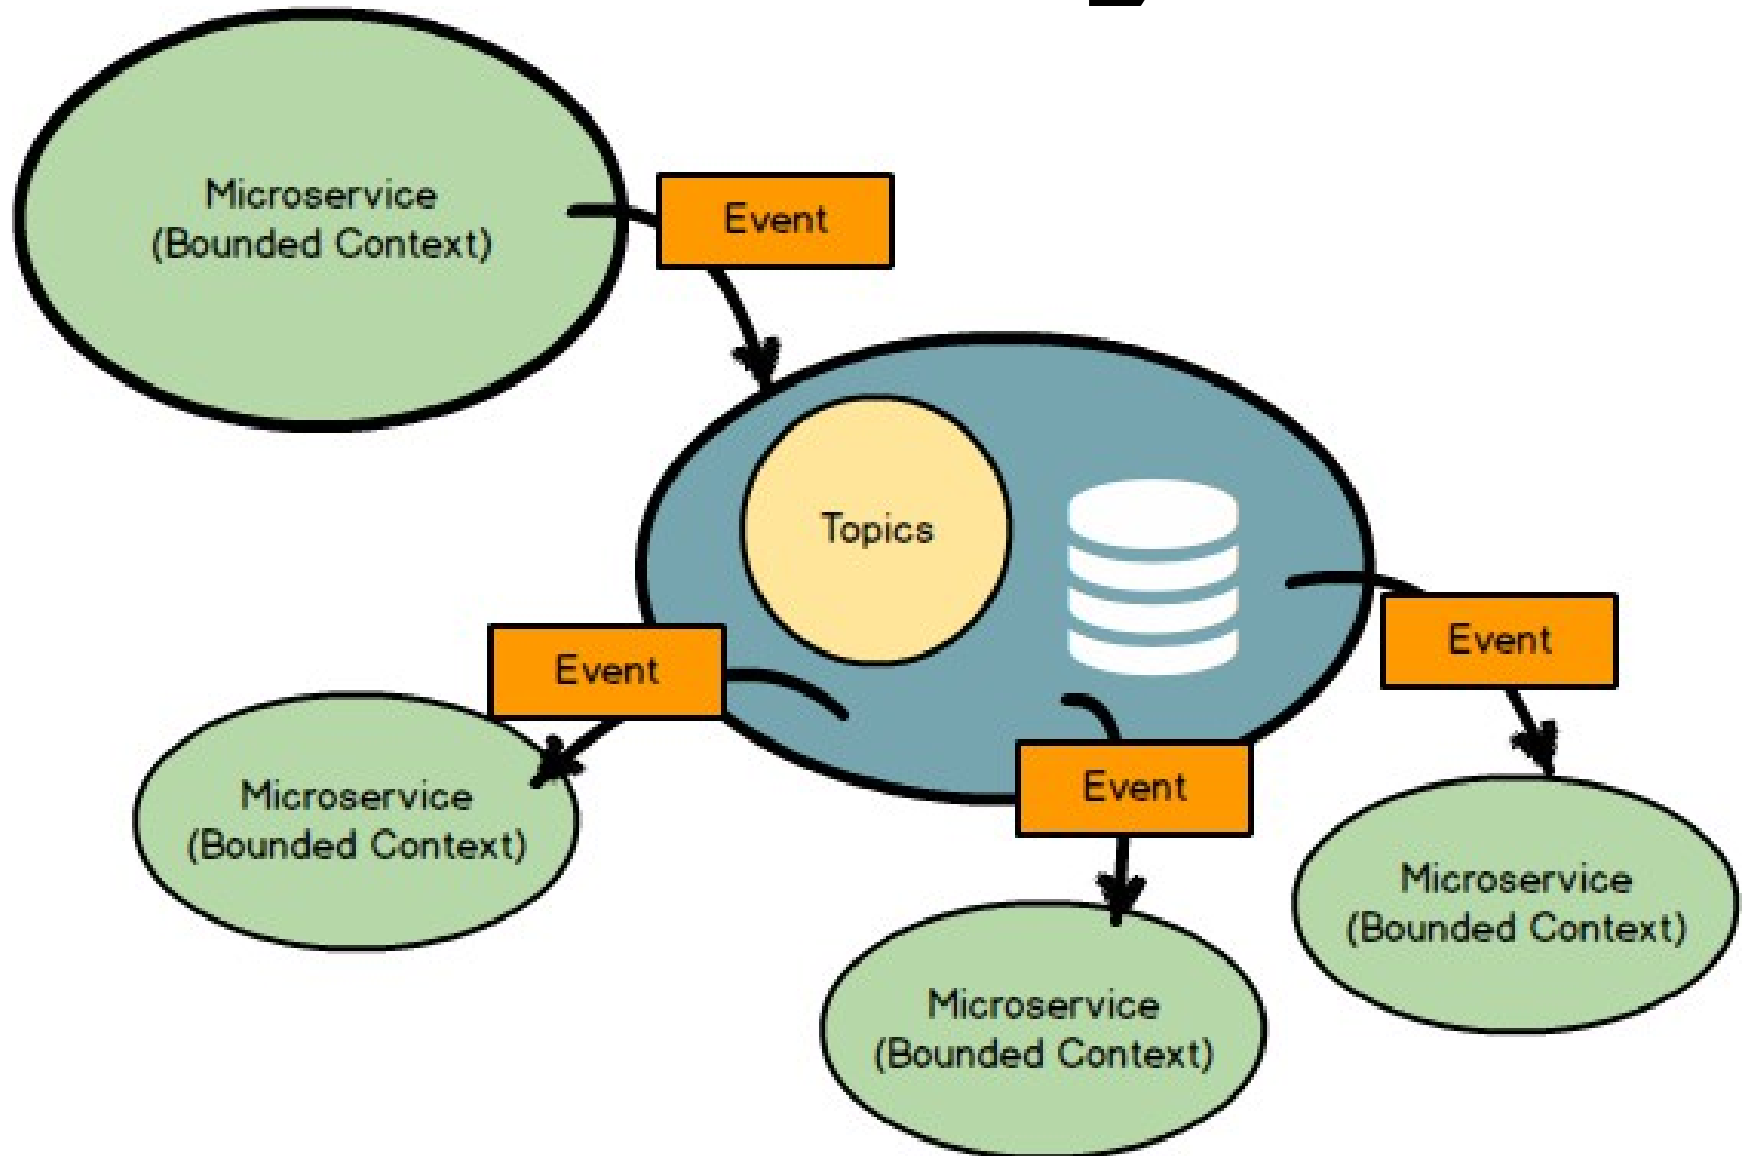 Microservice
(Bounded Context)
Event
Topics
Event
Event
Event
Microservice
(Bounded Context)
Microservice
(Bounded Context)
Microservice
(Bounded Context)